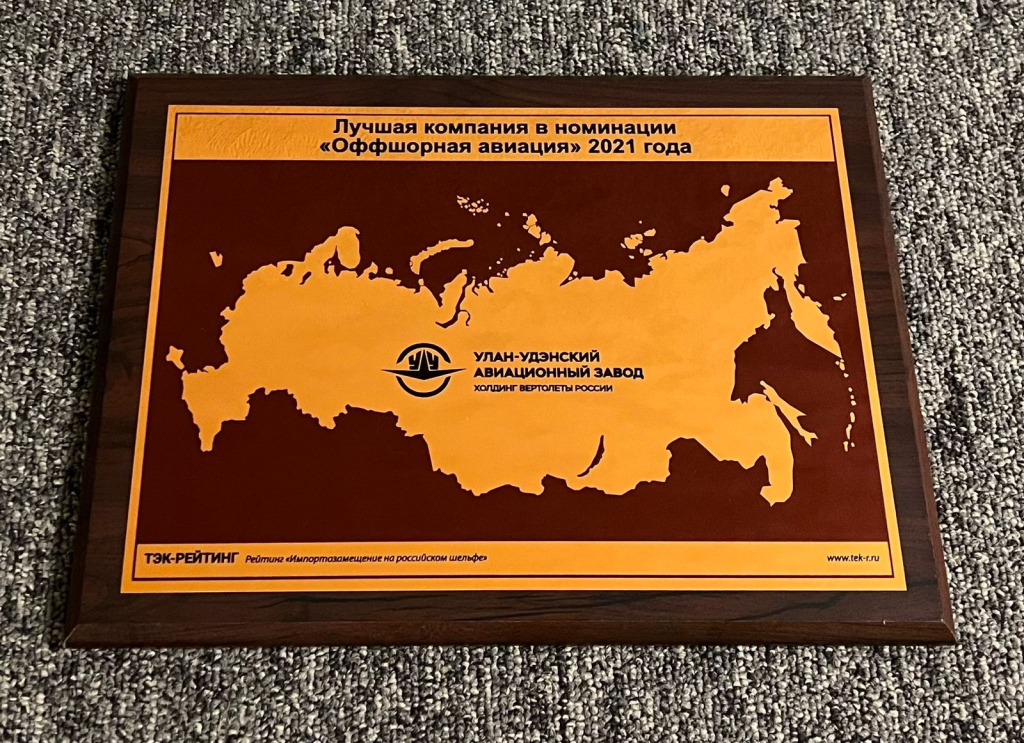 Лучшая компания в номинации
«Оффшорная авиация» 2021 года
УЛАН-УДЭНСКИЙ
АВИАЦИОННЫЙ ЗАВОД
ХОЛДИНГ ВЕРТОЛЕТЫ РОССИИ
ТЭК-РЕЙТИНГ Рейтинг «Импортозамещение на российском шельфе» www.tek-r.ru